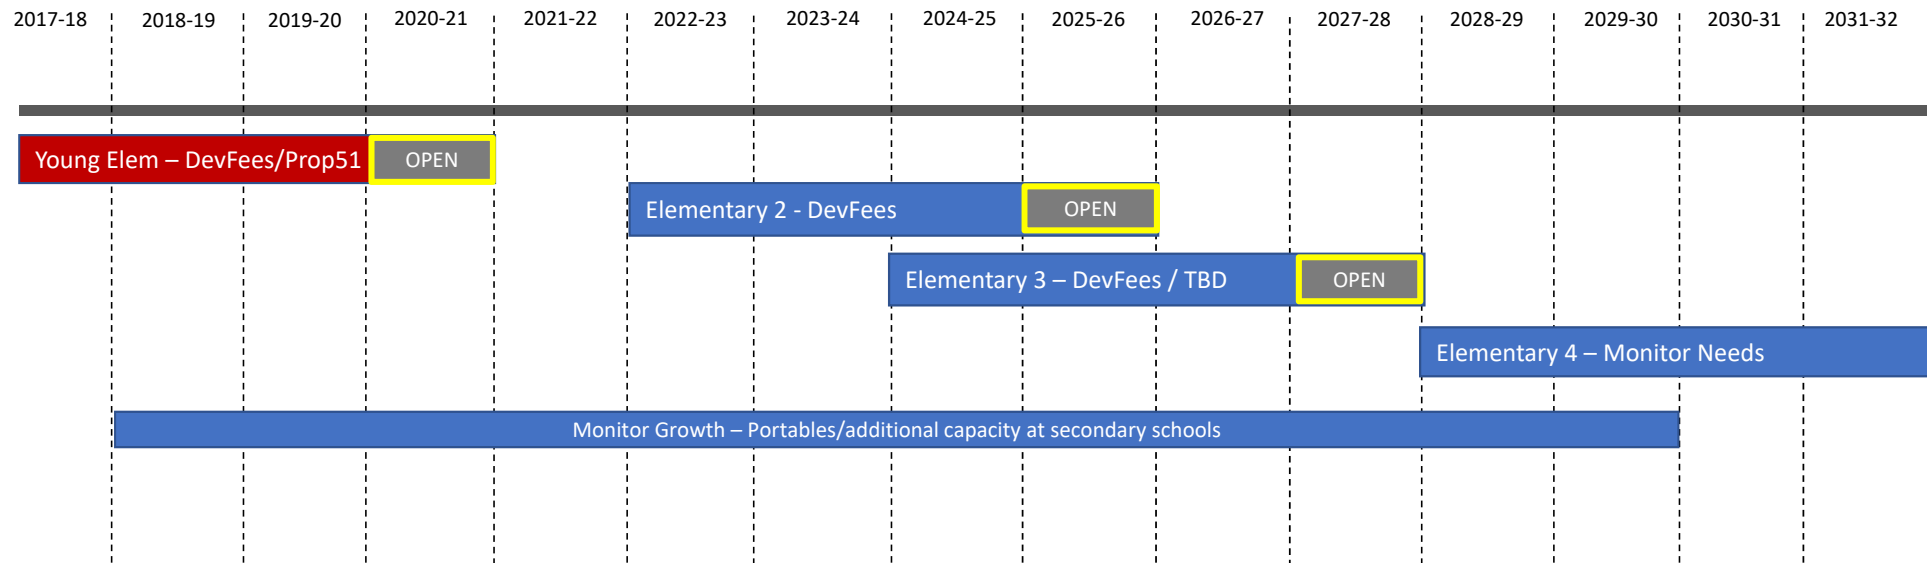 2017-18 2018-19 2019-20 2020-21 2021-22 2022-23 2023-24 2024-25 2025-26 2026-27 2027-28 2028-29 2029-30 2030-31 2031-32
Young Elem – DevFees/Prop51 OPEN
Elementary 2 - DevFees OPEN
Elementary 3 – DevFees / TBD OPEN
Elementary 4 – Monitor Needs
Monitor Growth – Portables/additional capacity at secondary schools